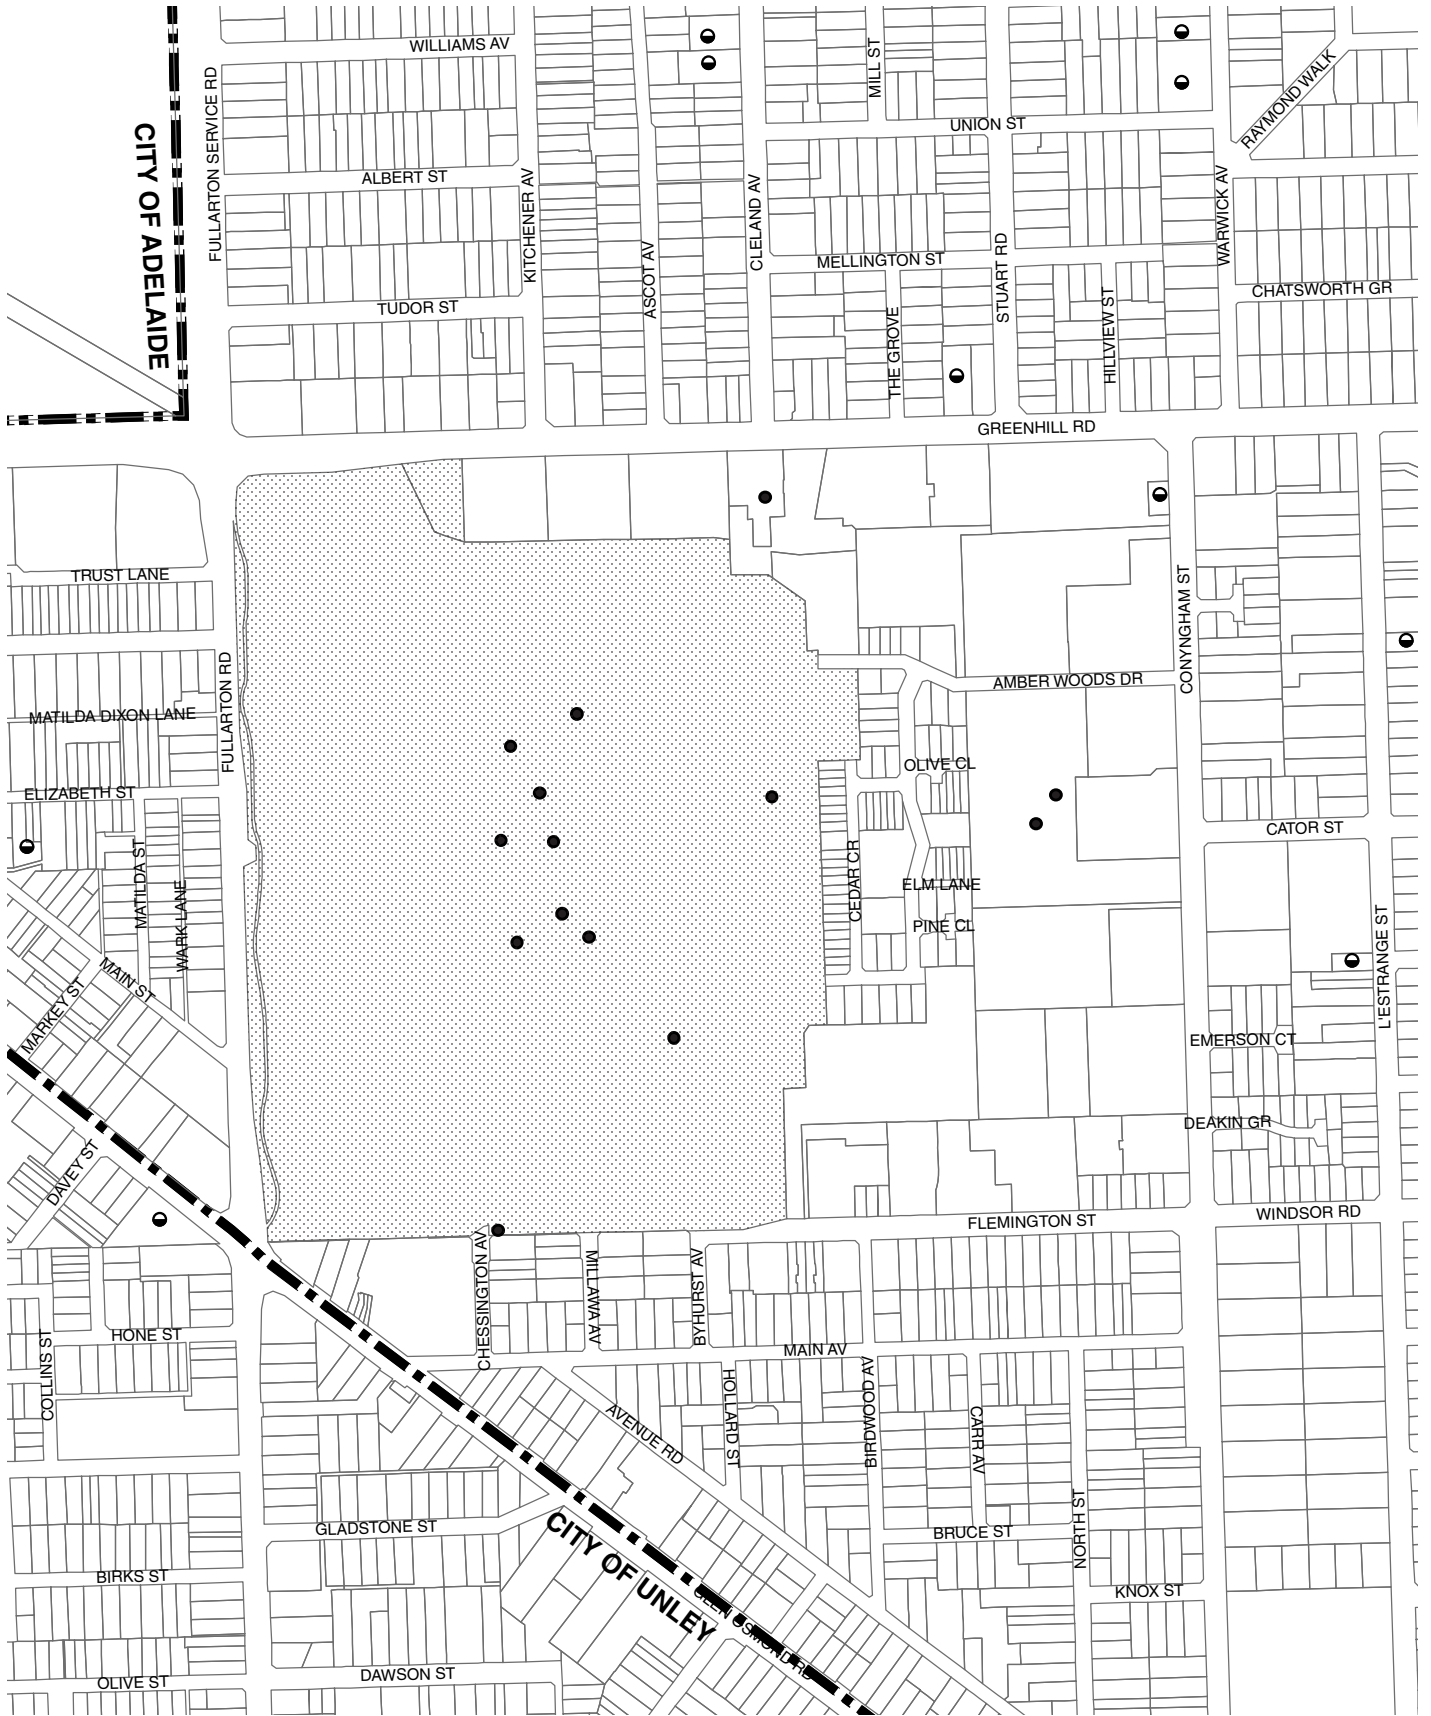 WILLIAMS AV
MILL ST
RAYMOND WALK
FULLARTON SERVICE RD
UNION ST
CITY OF ADELAIDE
ALBERT ST
KITCHENER AV
ASCOT AV
CLELAND AV
WARWICK AV
MELLINGTON ST
STUART RD
CHATSWORTH GR
TUDOR ST
THE GROVE
HILLVIEW ST
GREENHILL RD
TRUST LANE
CONYNGHAM ST
FULLARTON RD
AMBER WOODS DR
MATILDA DIXON LANE
OLIVE CL
ELIZABETH ST
CATOR ST
MATILDA ST
WARK LANE
CEDAR CR
ELM LANE
PINE CL
L'ESTRANGE ST
MAIN ST
MARKEY ST
EMERSON CT
DEAKIN GR
DAVEY ST
WINDSOR RD
FLEMINGTON ST
CHESSINGTON AV
MILLAWA AV
BYHURST AV
HONE ST
MAIN AV
COLLINS ST
HOLLARD ST
BIRDWOOD AV
CARR AV
AVENUE RD
GLADSTONE ST
CITY OF UNLEY
BRUCE ST
NORTH ST
BIRKS ST
KNOX ST
GLEN OSMOND RD
DAWSON ST
OLIVE ST